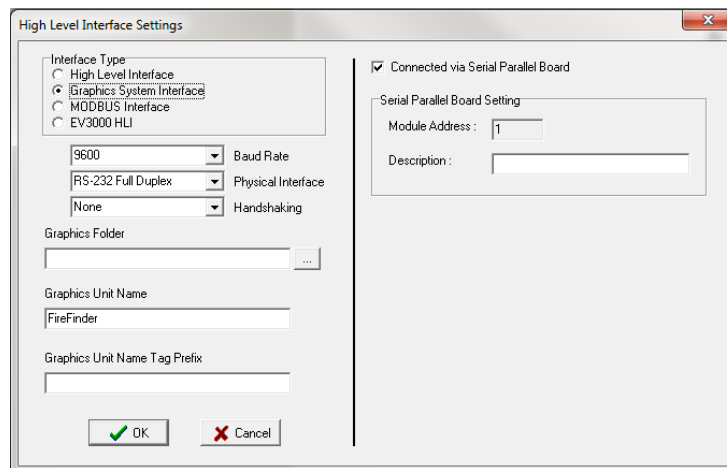 High Level Interface Settings
Interface Type
High Level Interface
Graphics System Interface
MODBUS Interface
EV3000 HLI
9600 Baud Rate
RS-232 Full Duplex Physical Interface
None Handshaking
Graphics Folder
...
Graphics Unit Name
FireFinder
Graphics Unit Name Tag Prefix
OK Cancel
Connected via Serial Parallel Board
Serial Parallel Board Setting
Module Address : 1
Description :